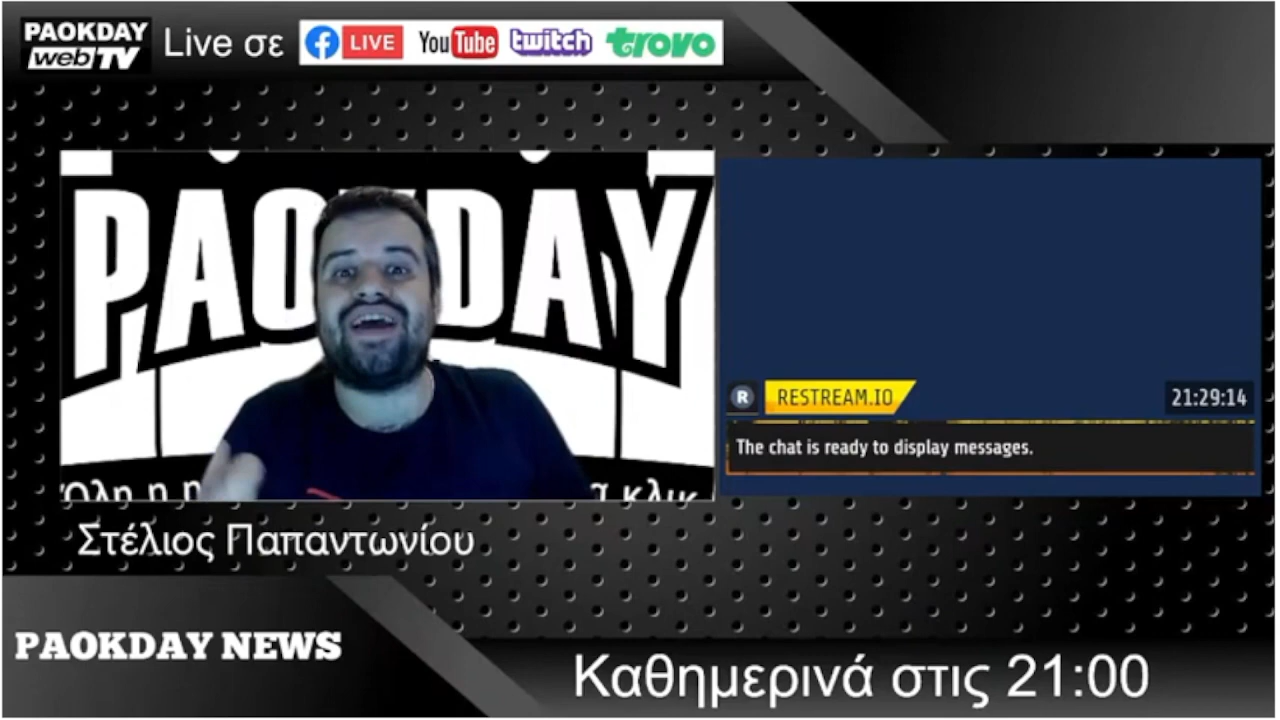 PAOKDAY
webTV
Live σε
LIVE
YouTube
twitch
trovo
PAOKDAY
R
RESTREAM.IO
21:29:14
The chat is ready to display messages.
Στέλιος Παπαντωνίου
PAOKDAY NEWS
Καθημερινά στις 21:00